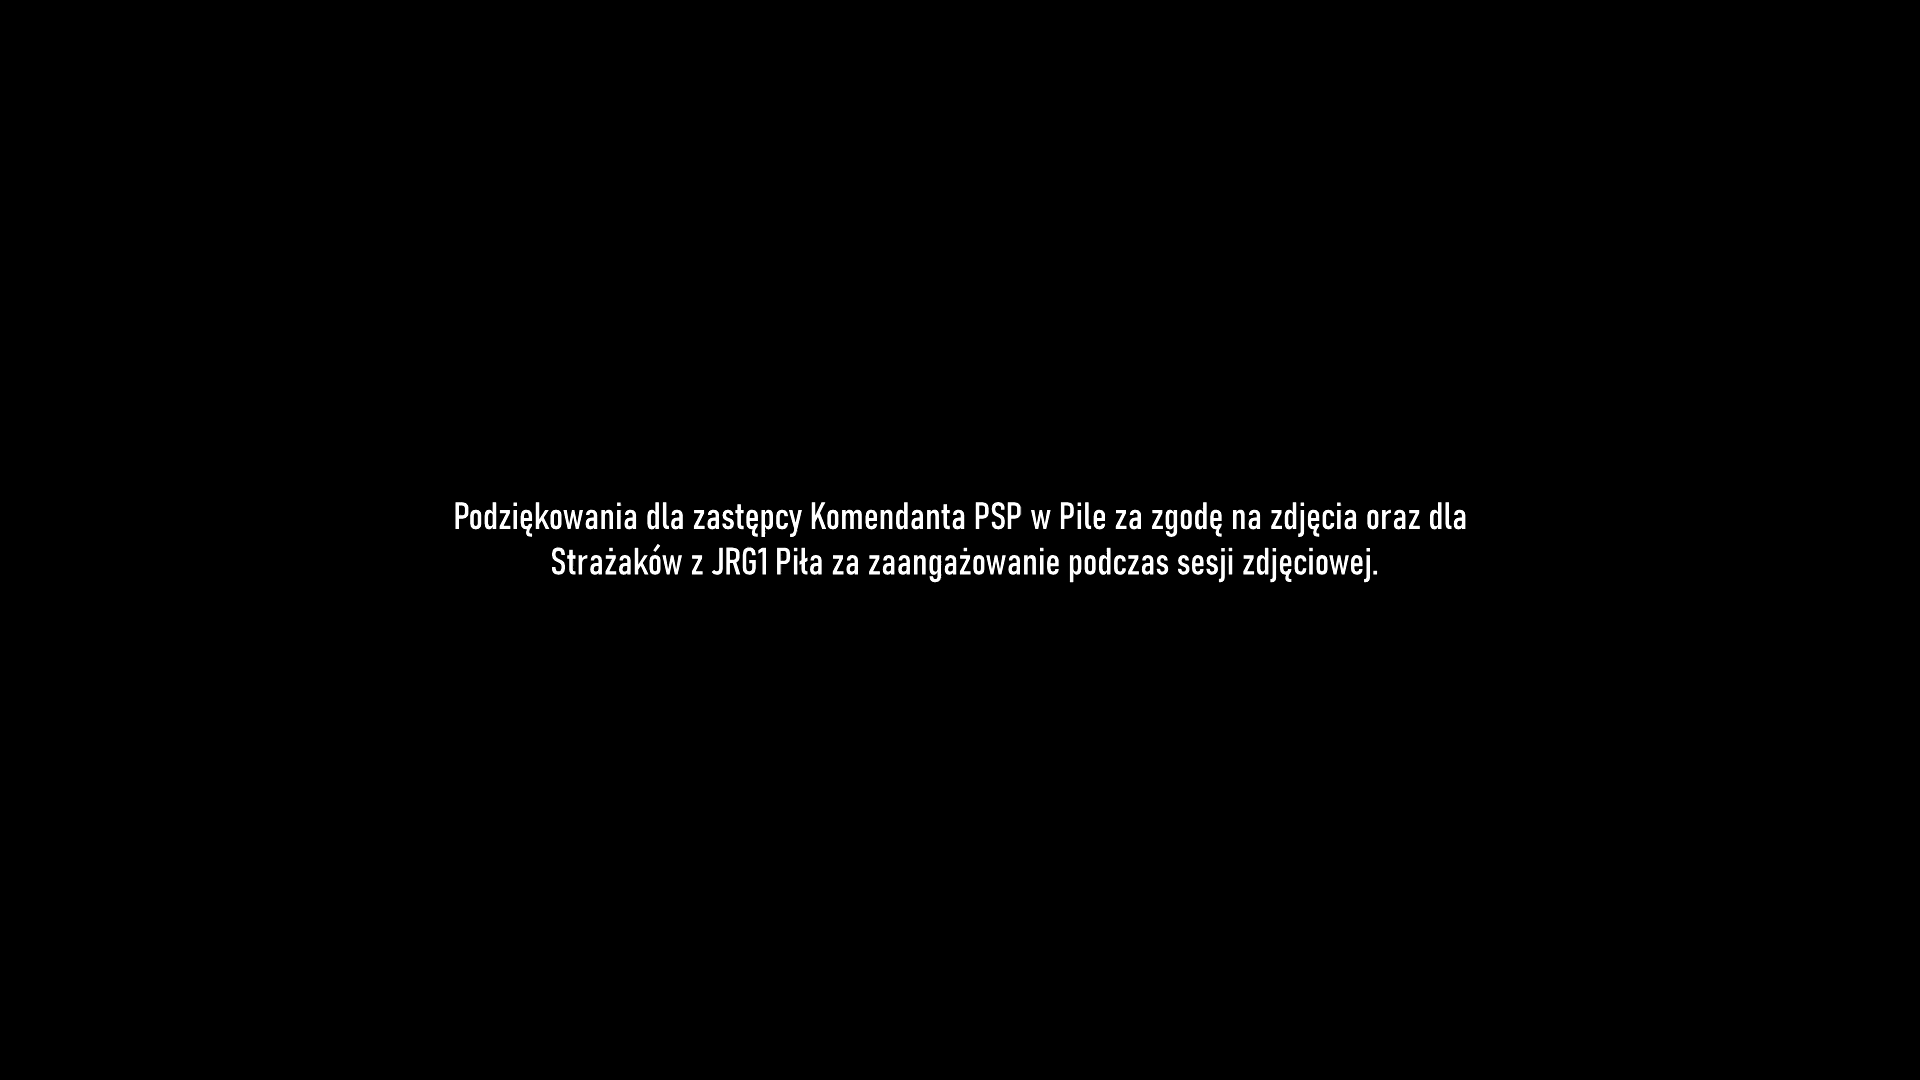 Podziękowania dla zastępcy Komendanta PSP w Pile za zgodę na zdjęcia oraz dla
Strażaków z JRG1 Piła za zaangażowanie podczas sesji zdjęciowej.